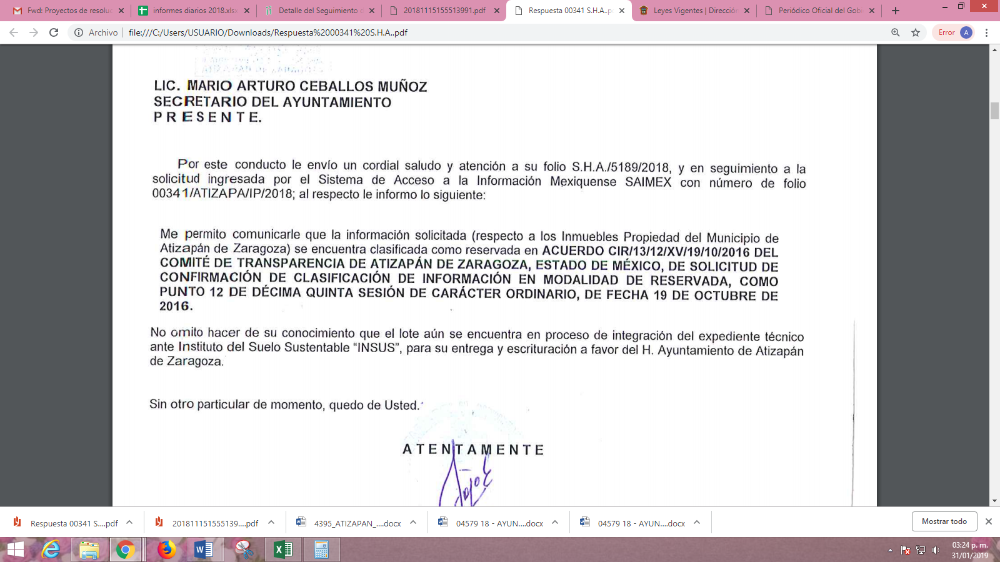 Fwd: Proyectos de resoluc
informes diarios 2018.xlsx
Detalle del Seguimiento d
20181115155513991.pdf
Respuesta 00341 S.H.A..p
Leyes Vigentes | Dirección
Periódico Oficial del Gobi
Archivo file:///C:/Users/USUARIO/Downloads/Respuesta%2000341%20S.H.A..pdf
Error A
LIC. MARIO ARTURO CEBALLOS MUÑOZ
SECRETARIO DEL AYUNTAMIENTO
P R E S E N T E.
Por este conducto le envío un cordial saludo y atención a su folio S.H.A./5189/2018, y en seguimiento a la
solicitud ingresada por el Sistema de Acceso a la Información Mexiquense SAIMEX con número de folio
00341/ATIZAPA/IP/2018; al respecto le informo lo siguiente:
Me permito comunicarle que la información solicitada (respecto a los Inmuebles Propiedad del Municipio de
Atizapán de Zaragoza) se encuentra clasificada como reservada en ACUERDO CIR/13/12/XV/19/10/2016 DEL
COMITÉ DE TRANSPARENCIA DE ATIZAPÁN DE ZARAGOZA, ESTADO DE MÉXICO, DE SOLICITUD DE
CONFIRMACIÓN DE CLASIFICACIÓN DE INFORMACIÓN EN MODALIDAD DE RESERVADA, COMO
PUNTO 12 DE DÉCIMA QUINTA SESIÓN DE CARÁCTER ORDINARIO, DE FECHA 19 DE OCTUBRE DE
2016.
No omito hacer de su conocimiento que el lote aún se encuentra en proceso de integración del expediente técnico
ante Instituto del Suelo Sustentable “INSUS”, para su entrega y escrituración a favor del H. Ayuntamiento de Atizapán
de Zaragoza.
Sin otro particular de momento, quedo de Usted.
A T E N T A M E N T E
Respuesta 00341 S....pdf
201811151555139....pdf
4395_ATIZAPAN_....docx
04579 18 - AYUN....docx
04579 18 - AYUN....docx
Mostrar todo
03:24 p. m.
31/01/2019